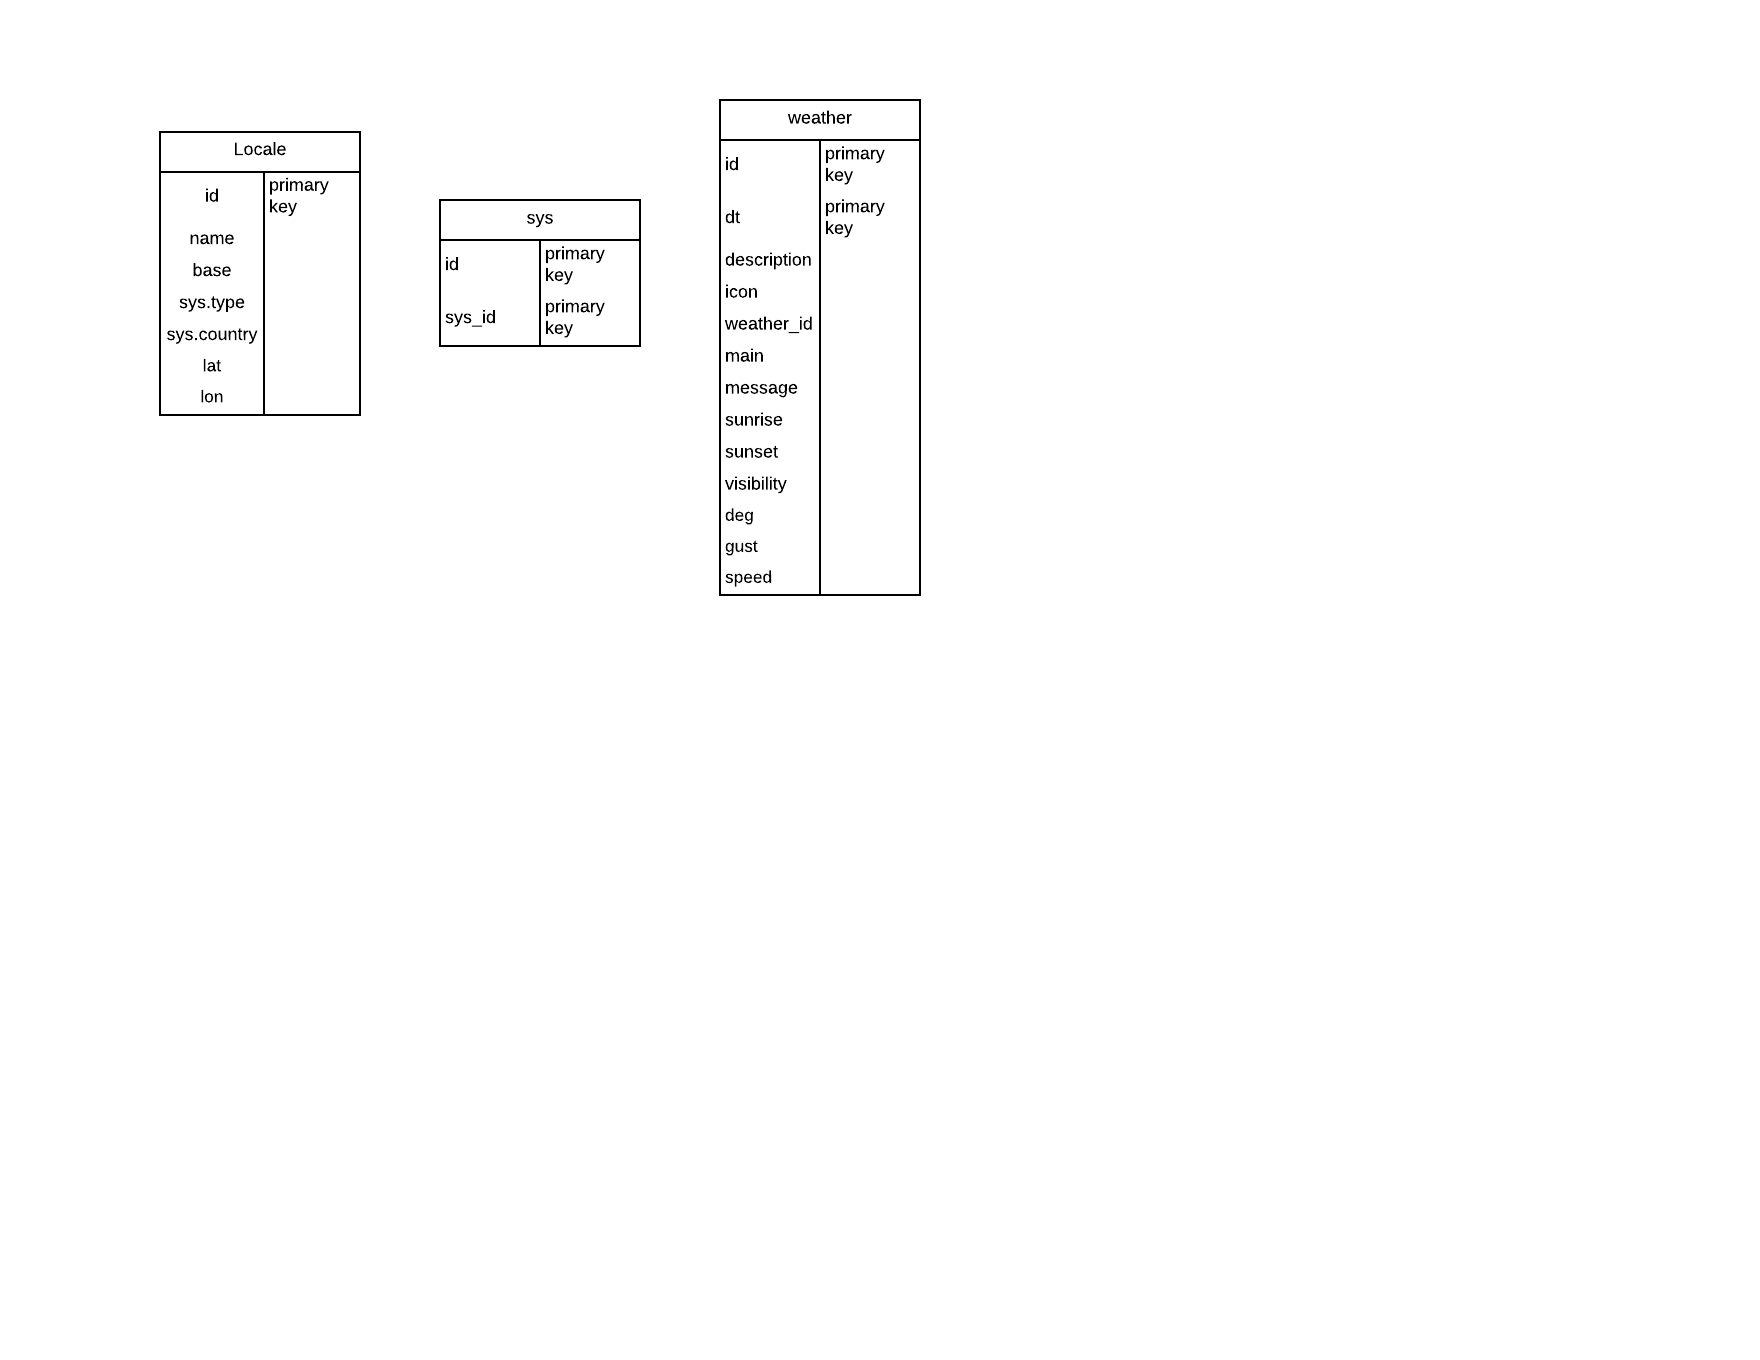 Locale
id
primary
key
name
base
sys.type
sys.country
lat
lon
sys
id
primary
key
sys_id
primary
key
weather
id
primary
key
dt
primary
key
description
icon
weather_id
main
message
sunrise
sunset
visibility
deg
gust
speed